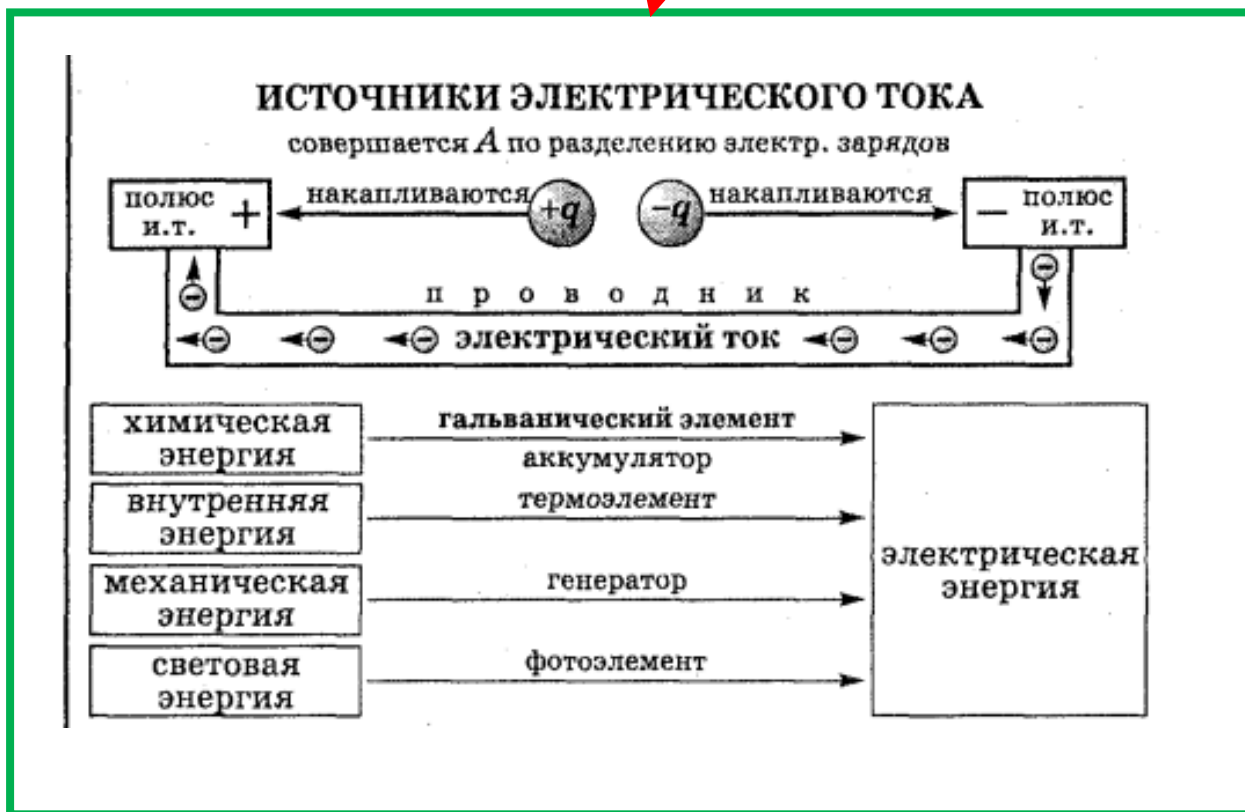 ИСТОЧНИКИ ЭЛЕКТРИЧЕСКОГО ТОКА
совершается A по разделению электр. зарядов
полюс и.т. +
накапливаются
+q
−q
накапливаются
− полюс и.т.
проводник
электрический ток
химическая
энергия
гальванический элемент
аккумулятор
внутренняя
энергия
термоэлемент
механическая
энергия
генератор
световая
энергия
фотоэлемент
электрическая
энергия